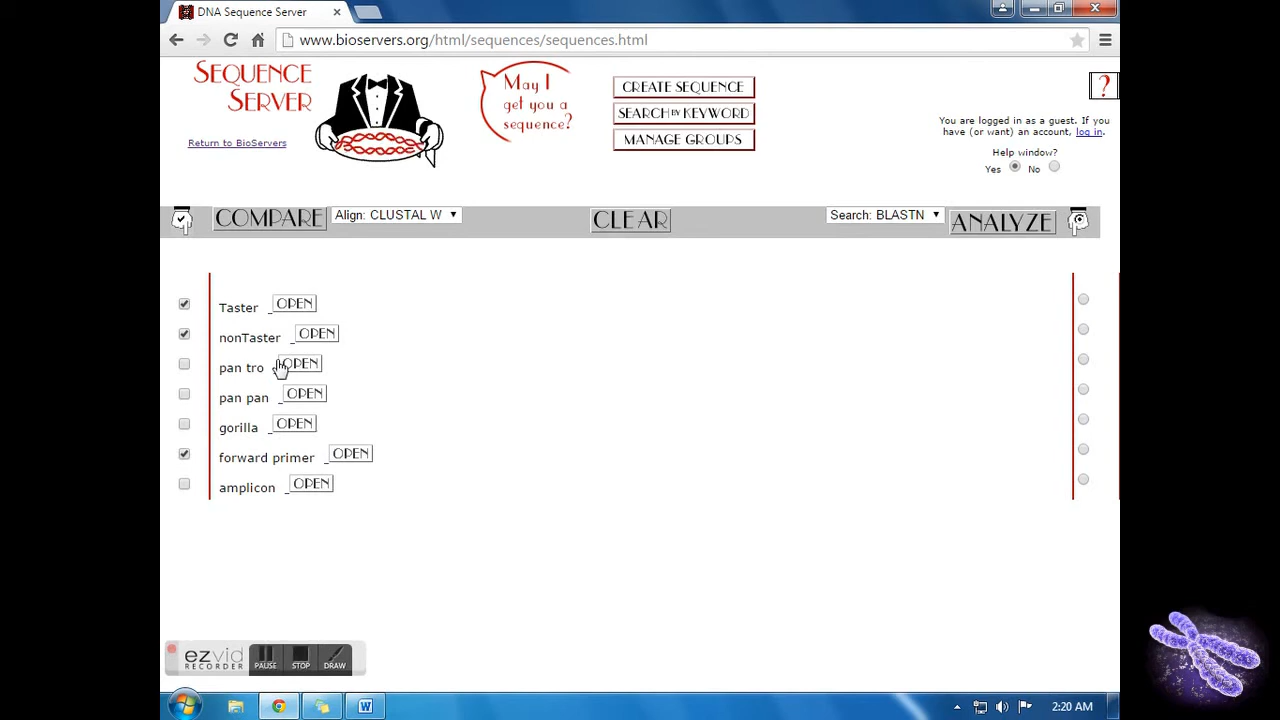 DNA Sequence Server
www.bioservers.org/html/sequences/sequences.html
SEQUENCE
SERVER
Return to BioServers
May I
get you a
sequence?
CREATE SEQUENCE
SEARCH BY KEYWORD
MANAGE GROUPS
?
You are logged in as a guest. If you
have (or want) an account, log in.
Help window?
Yes No
COMPARE Align: CLUSTAL W CLEAR Search: BLASTN ANALYZE
Taster _ OPEN
nonTaster _ OPEN
pan tro OPEN
pan pan _ OPEN
gorilla _ OPEN
forward primer _ OPEN
amplicon _ OPEN
ezvid
RECORDER
PAUSE STOP DRAW
W
2:20 AM